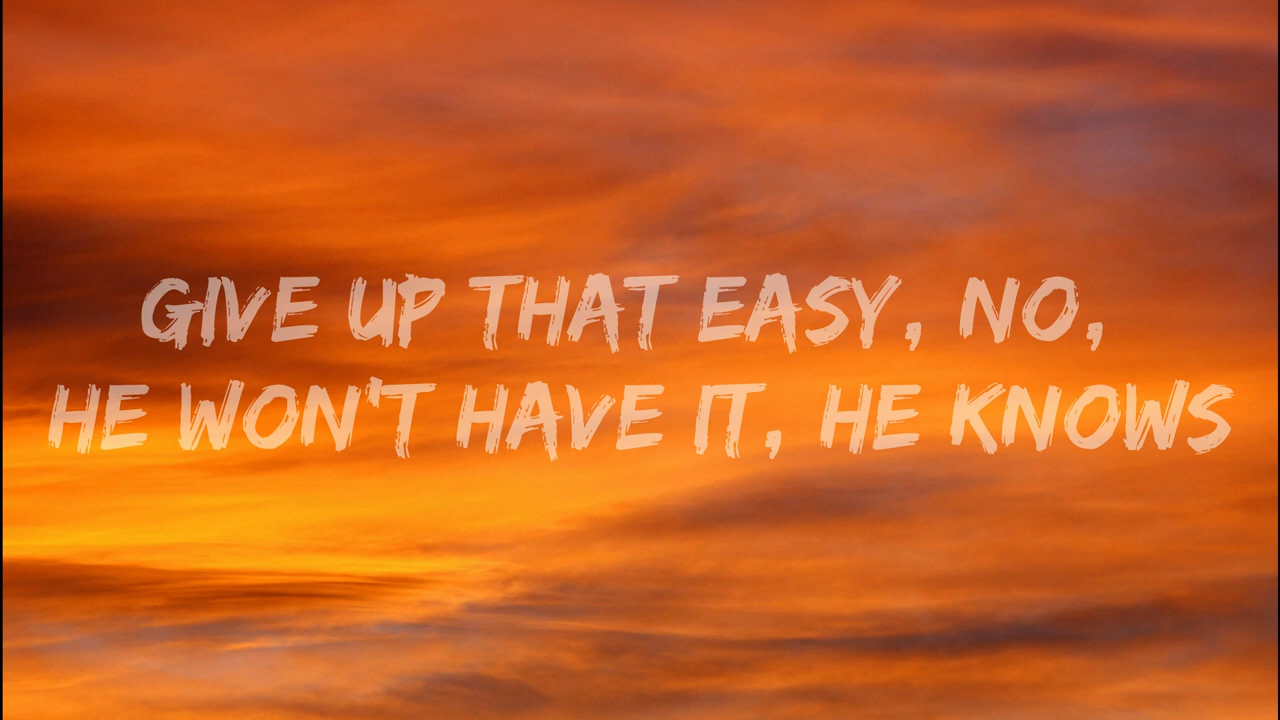 GIVE UP THAT EASY, NO,
HE WON'T HAVE IT, HE KNOWS